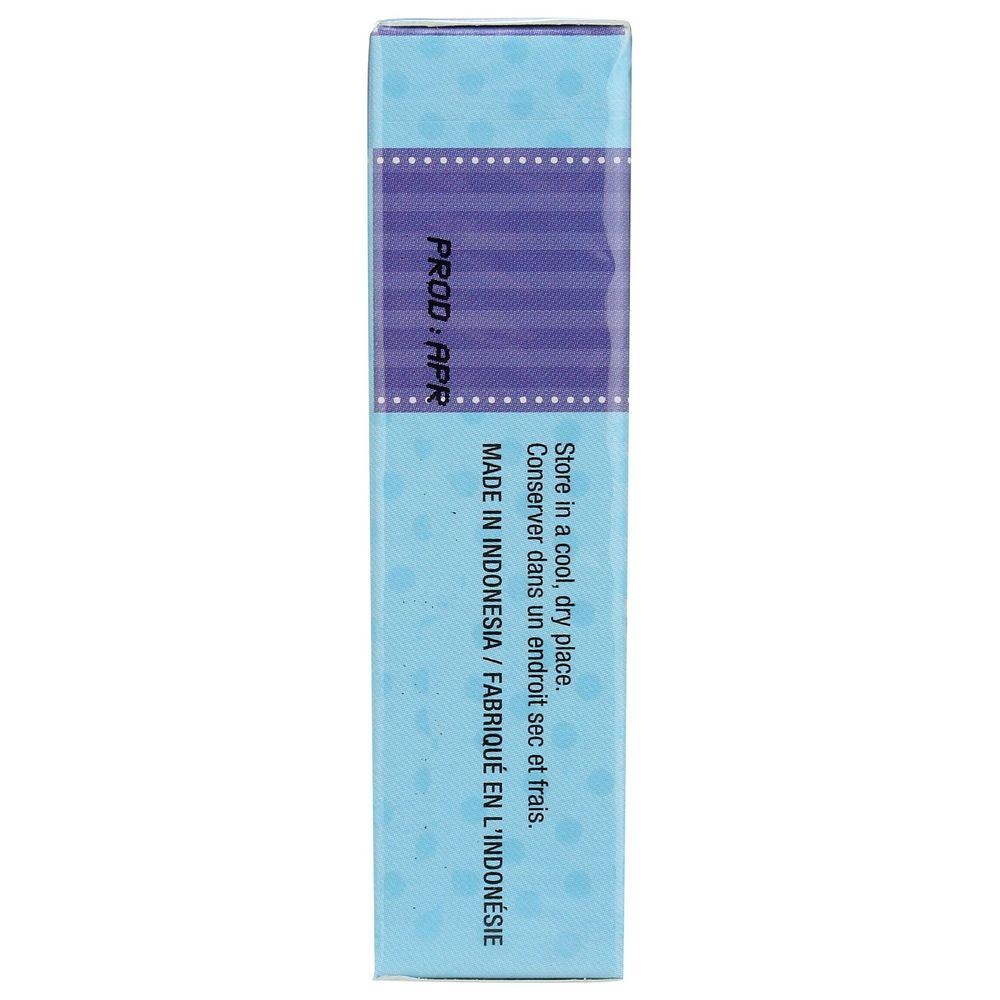 PROD : APR
Store in a cool, dry place.
Conserver dans un endroit sec et frais.
MADE IN INDONESIA / FABRIQUÉ EN L'INDONÉSIE